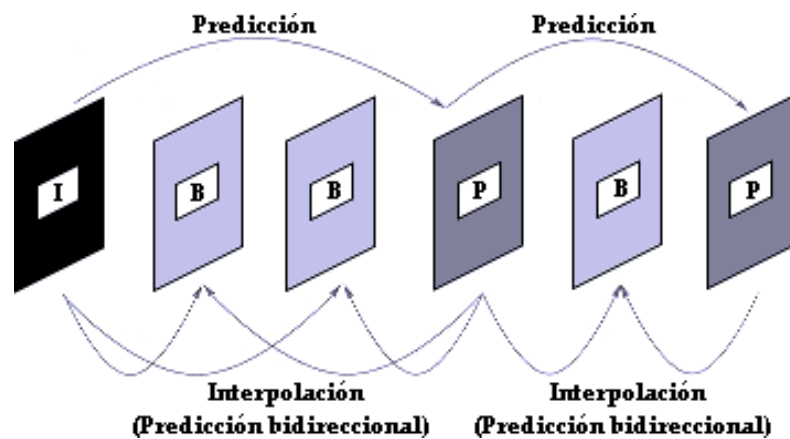 Predicción Predicción
I B B P B P
Interpolación Interpolación
(Predicción bidireccional) (Predicción bidireccional)